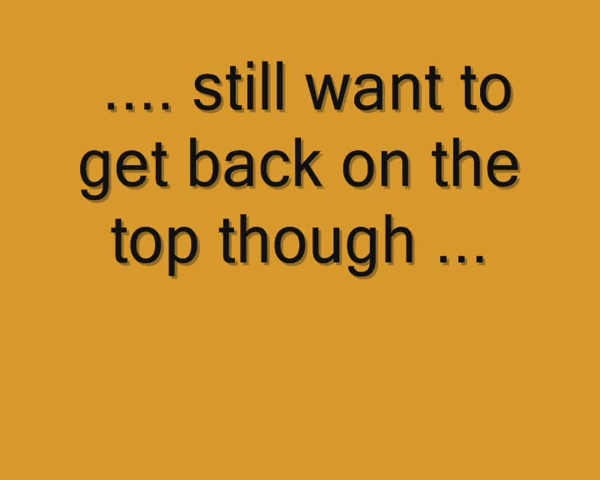 .... still want to
get back on the
top though ...